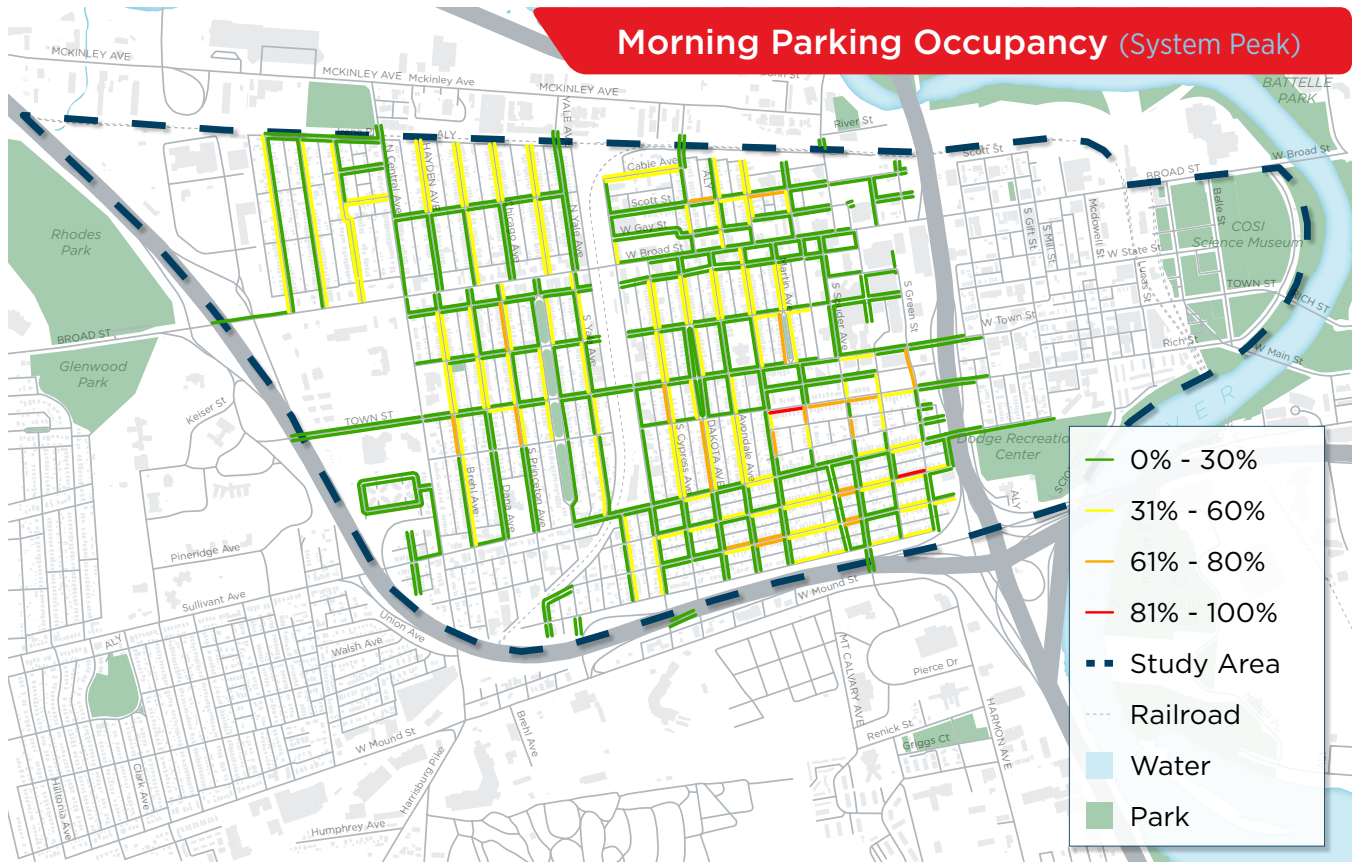 Morning Parking Occupancy (System Peak)
MCKINLEY AVE
MCKINLEY AVE
Mckinley Ave
MCKINLEY AVE
YALE AVE
BATTELLE
PARK
River St
ALY
Scott St
W Broad St
BROAD ST
Cable Ave
ALY
N Central Ave
HAYDEN AVE
Chicago Ave
N Yale Ave
Scott St
W Gay St
W Broad St
Rhodes
Park
S Gift St
S Mill St
Mcdowell St
Belle St
COSI
Science Museum
W State St
Lucas St
TOWN ST
RICH ST
Martin Ave
S Souder Ave
S Green St
W Town St
Rich St
W Main St
BROAD ST
Glenwood
Park
S Yale Ave
Keiser St
TOWN ST
S Cypress Ave
DAKOTA AVE
Avondale Ave
Brehl Ave
Dana Ave
S Princeton Ave
Dodge Recreation
Center
ALY
Pineridge Ave
Sullivant Ave
Union Ave
Walsh Ave
ALY
W Mound St
W Mound St
MT CALVARY AVE
Pierce Dr
Renick St
Griggs Ct
HARMON AVE
Brehl Ave
Harrisburg Pike
Hilltonia Ave
Clark Ave
Humphrey Ave
0% - 30%
31% - 60%
61% - 80%
81% - 100%
Study Area
Railroad
Water
Park